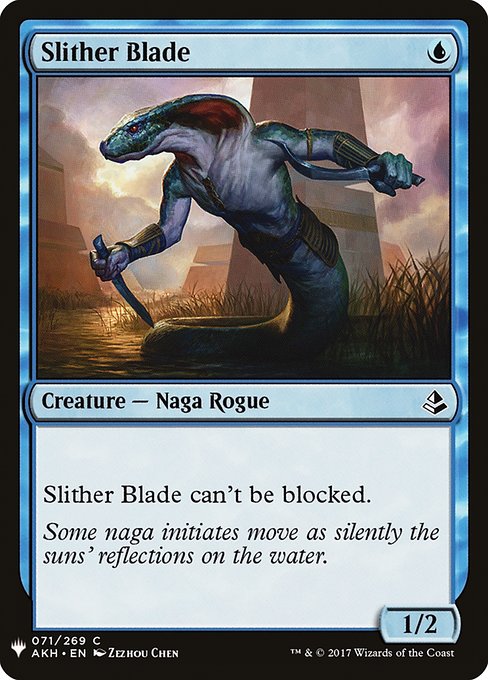 Slither Blade
Creature — Naga Rogue
Slither Blade can't be blocked.
Some naga initiates move as silently the
suns' reflections on the water.
1/2
071/269 C
AKH • EN Zezhou Chen
™ & © 2017 Wizards of the Coast